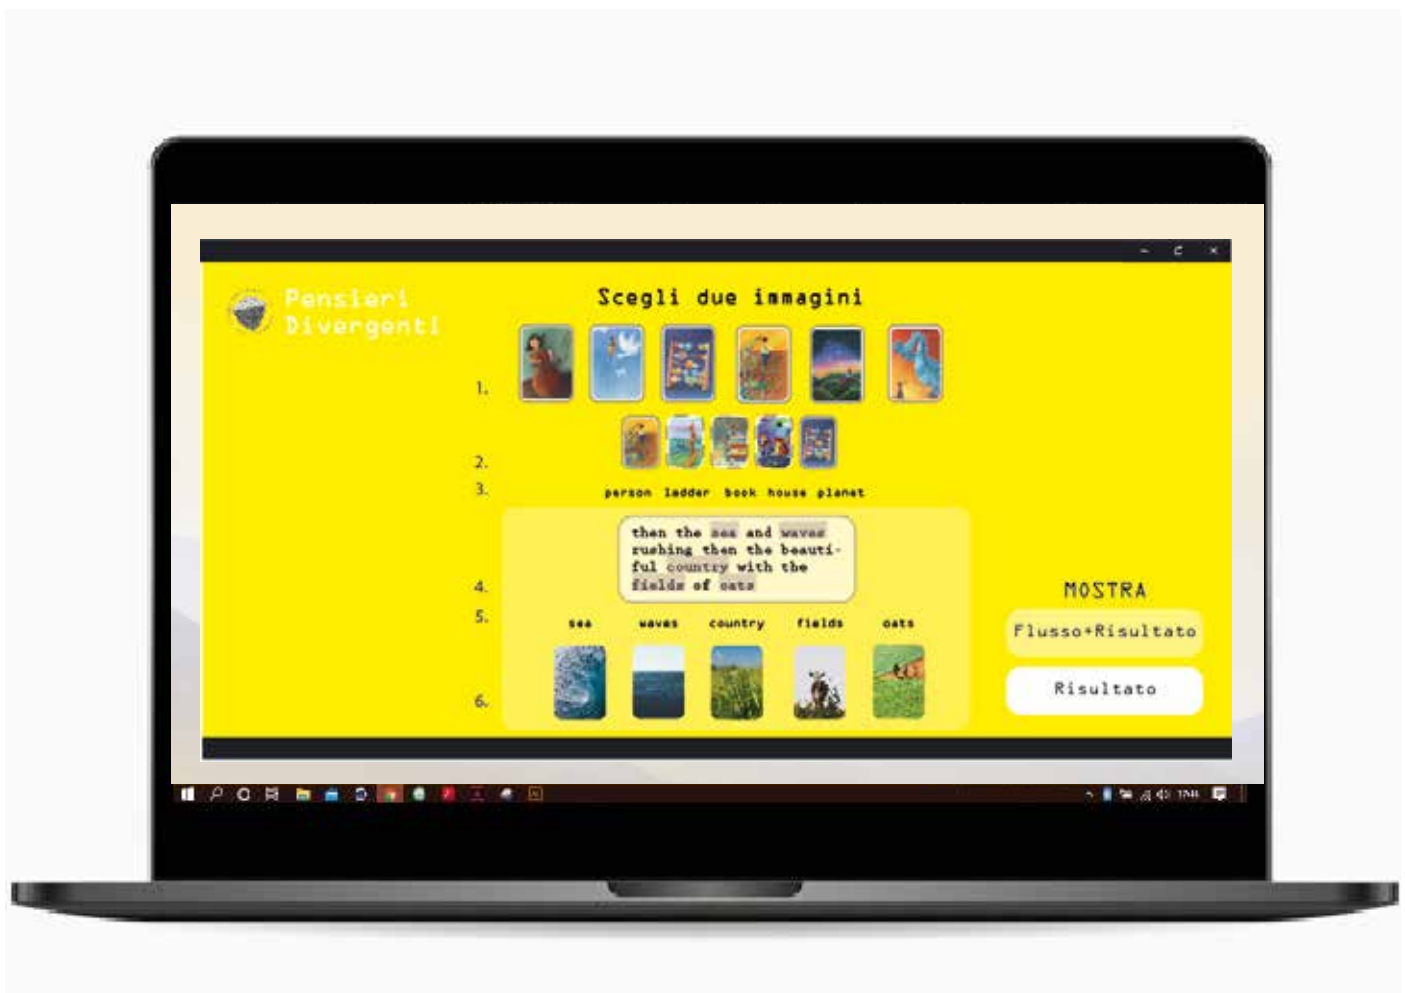 Pensieri
Divergenti
Scegli due immagini
1.
2.
3.
person ladder book house planet
then the sea and waves
rushing then the beauti-
ful country with the
fields of oats
4.
5.
sea waves country fields oats
6.
MOSTRA
Flusso+Risultato
Risultato